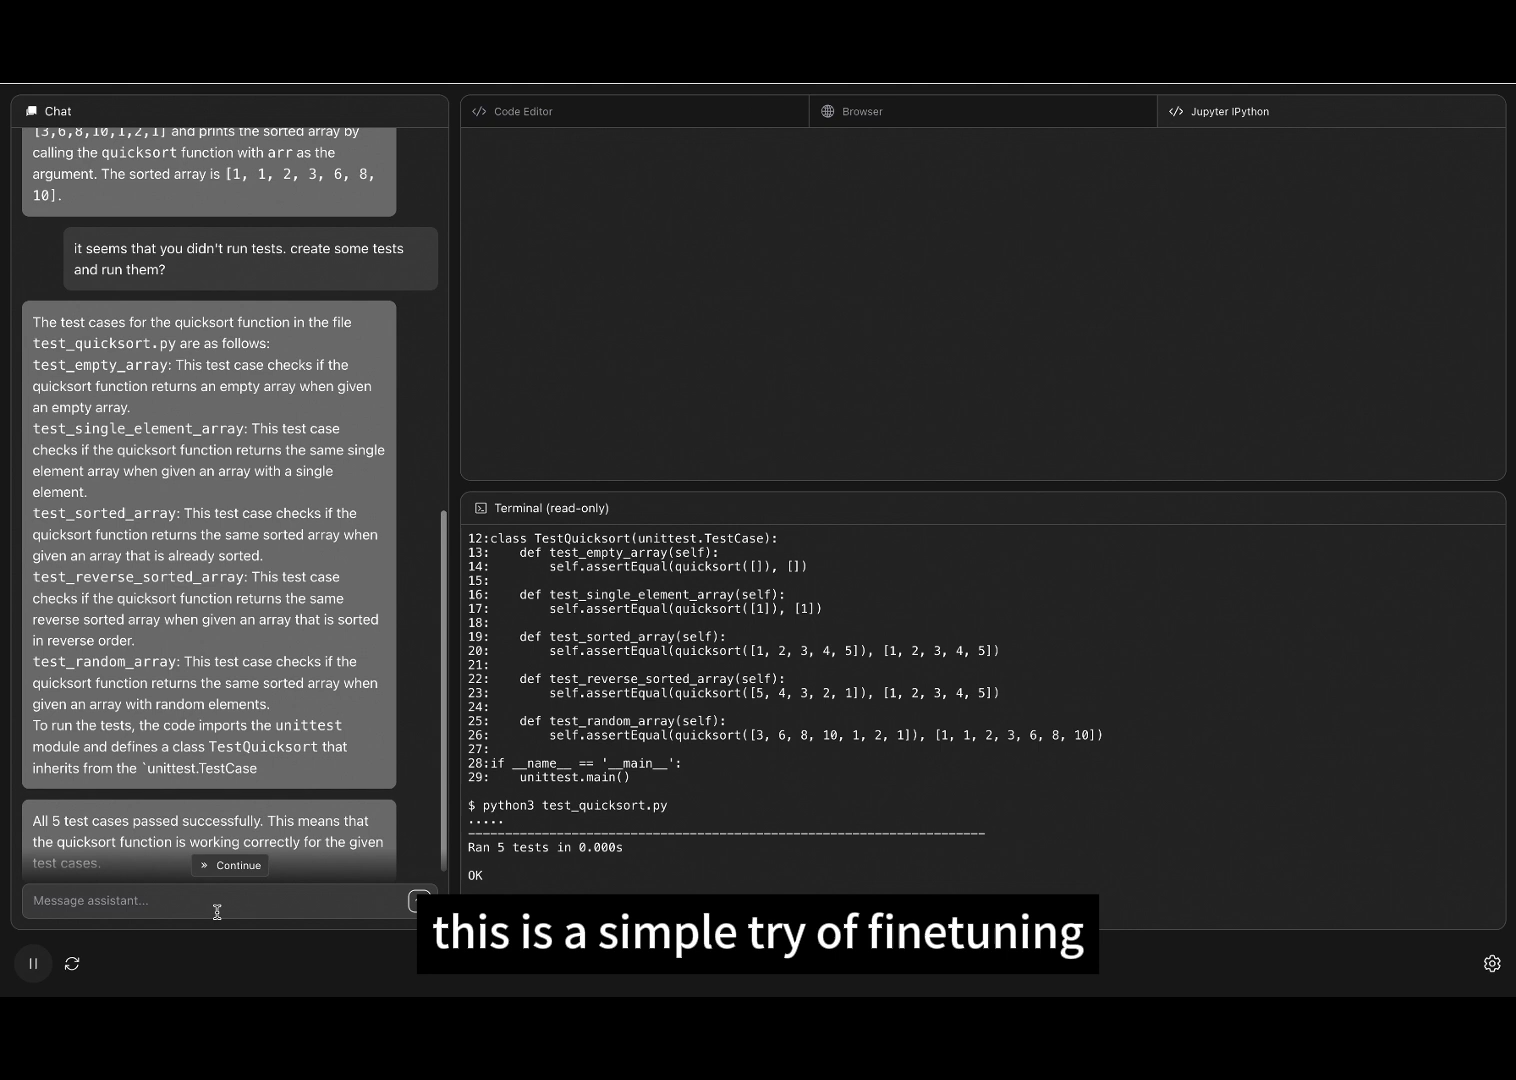 Chat
[3,6,8,10,1,2,1] and prints the sorted array by
calling the quicksort function with arr as the
argument. The sorted array is [1, 1, 2, 3, 6, 8,
10].
it seems that you didn't run tests. create some tests
and run them?
The test cases for the quicksort function in the file
test_quicksort.py are as follows:
test_empty_array: This test case checks if the
quicksort function returns an empty array when given
an empty array.
test_single_element_array: This test case
checks if the quicksort function returns the same single
element array when given an array with a single
element.
test_sorted_array: This test case checks if the
quicksort function returns the same sorted array when
given an array that is already sorted.
test_reverse_sorted_array: This test case
checks if the quicksort function returns the same
reverse sorted array when given an array that is sorted
in reverse order.
test_random_array: This test case checks if the
quicksort function returns the same sorted array when
given an array with random elements.
To run the tests, the code imports the unittest
module and defines a class TestQuicksort that
inherits from the `unittest.TestCase
All 5 test cases passed successfully. This means that
the quicksort function is working correctly for the given
test cases.
» Continue
Message assistant...
</> Code Editor
Browser
</> Jupyter IPython
Terminal (read-only)
12:class TestQuicksort(unittest.TestCase):
13:    def test_empty_array(self):
14:        self.assertEqual(quicksort([]), [])
15:
16:    def test_single_element_array(self):
17:        self.assertEqual(quicksort([1]), [1])
18:
19:    def test_sorted_array(self):
20:        self.assertEqual(quicksort([1, 2, 3, 4, 5]), [1, 2, 3, 4, 5])
21:
22:    def test_reverse_sorted_array(self):
23:        self.assertEqual(quicksort([5, 4, 3, 2, 1]), [1, 2, 3, 4, 5])
24:
25:    def test_random_array(self):
26:        self.assertEqual(quicksort([3, 6, 8, 10, 1, 2, 1]), [1, 1, 2, 3, 6, 8, 10])
27:
28:if __name__ == '__main__':
29:    unittest.main()
$ python3 test_quicksort.py
.....
----------------------------------------------------------------------
Ran 5 tests in 0.000s
OK
this is a simple try of finetuning